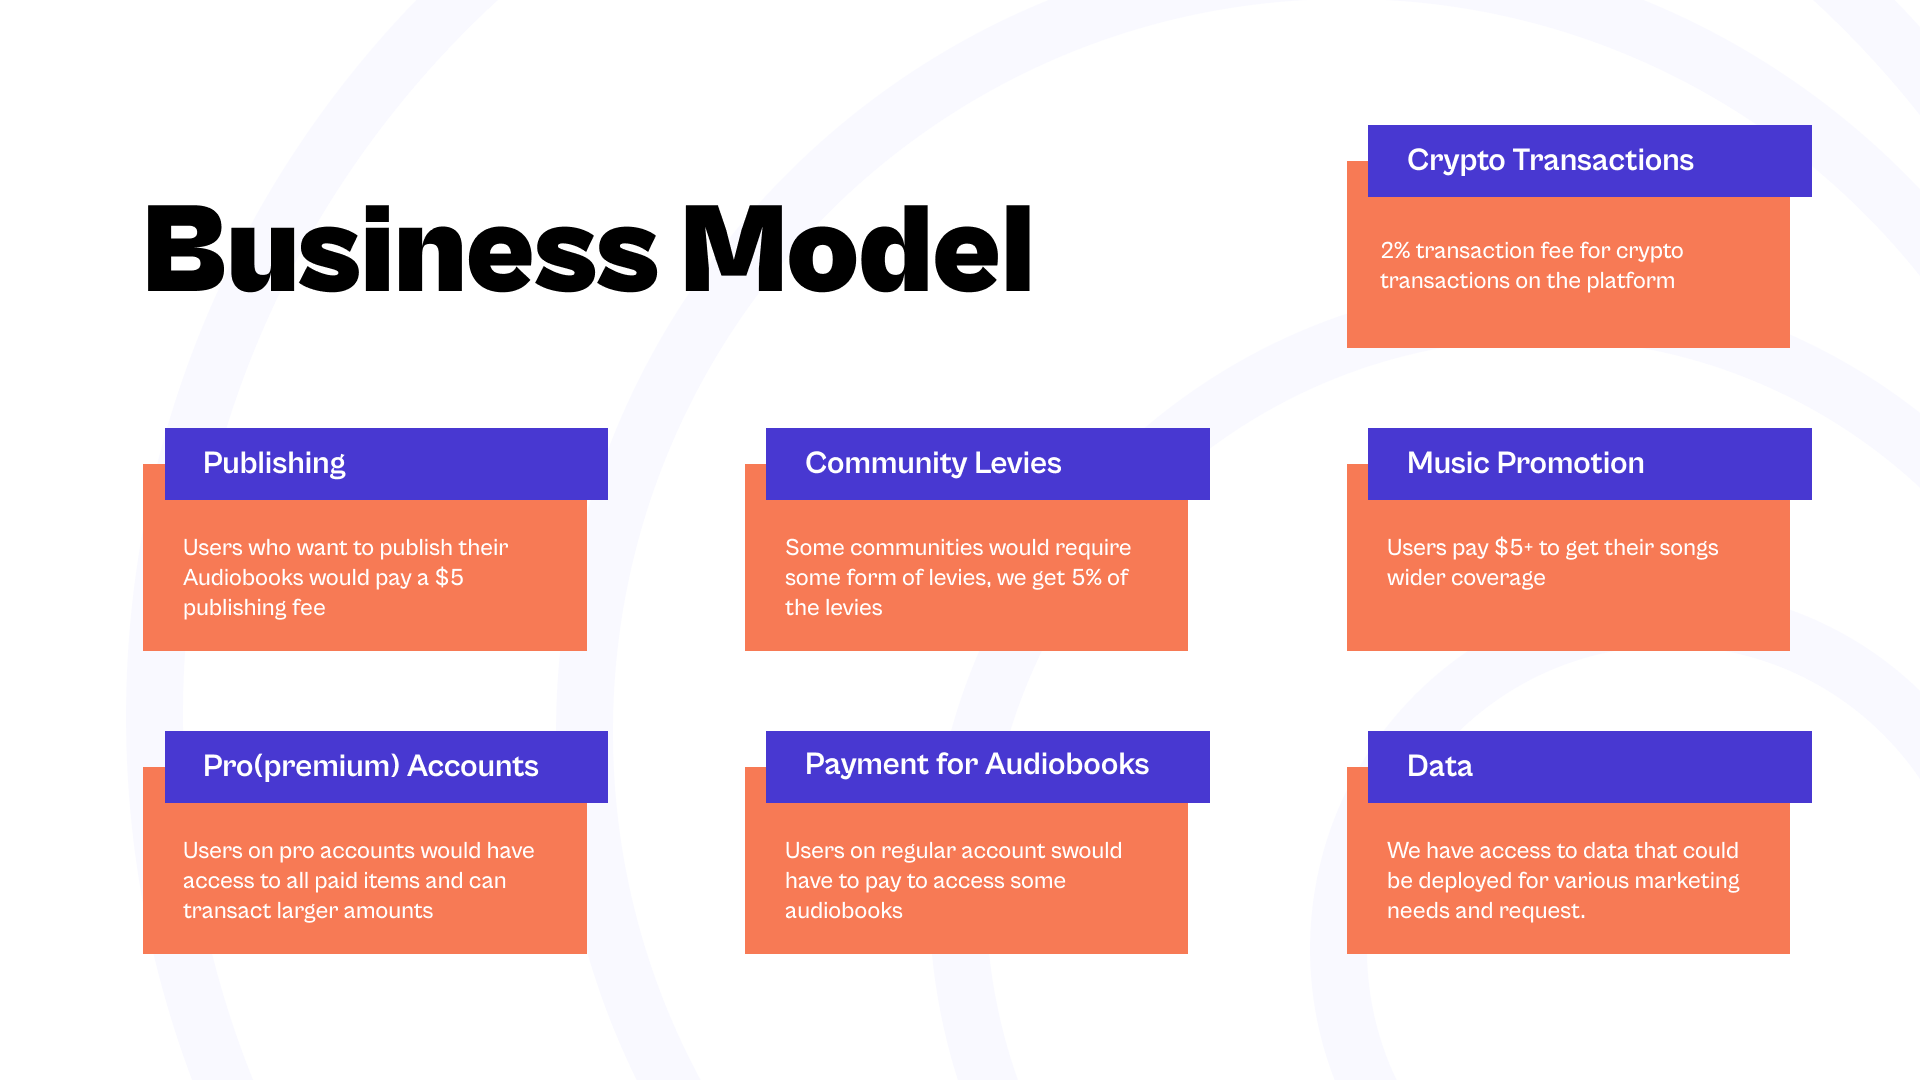 Business Model
Crypto Transactions
2% transaction fee for crypto
transactions on the platform
Publishing
Users who want to publish their
Audiobooks would pay a $5
publishing fee
Community Levies
Some communities would require
some form of levies, we get 5% of
the levies
Music Promotion
Users pay $5+ to get their songs
wider coverage
Pro(premium) Accounts
Users on pro accounts would have
access to all paid items and can
transact larger amounts
Payment for Audiobooks
Users on regular account swould
have to pay to access some
audiobooks
Data
We have access to data that could
be deployed for various marketing
needs and request.